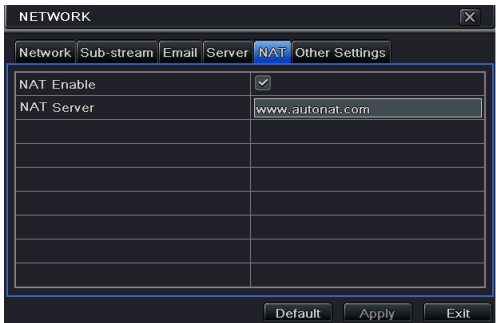 NETWORK
Network Sub-stream Email Server NAT Other Settings
NAT Enable
NAT Server www.autonat.com
Default Apply Exit